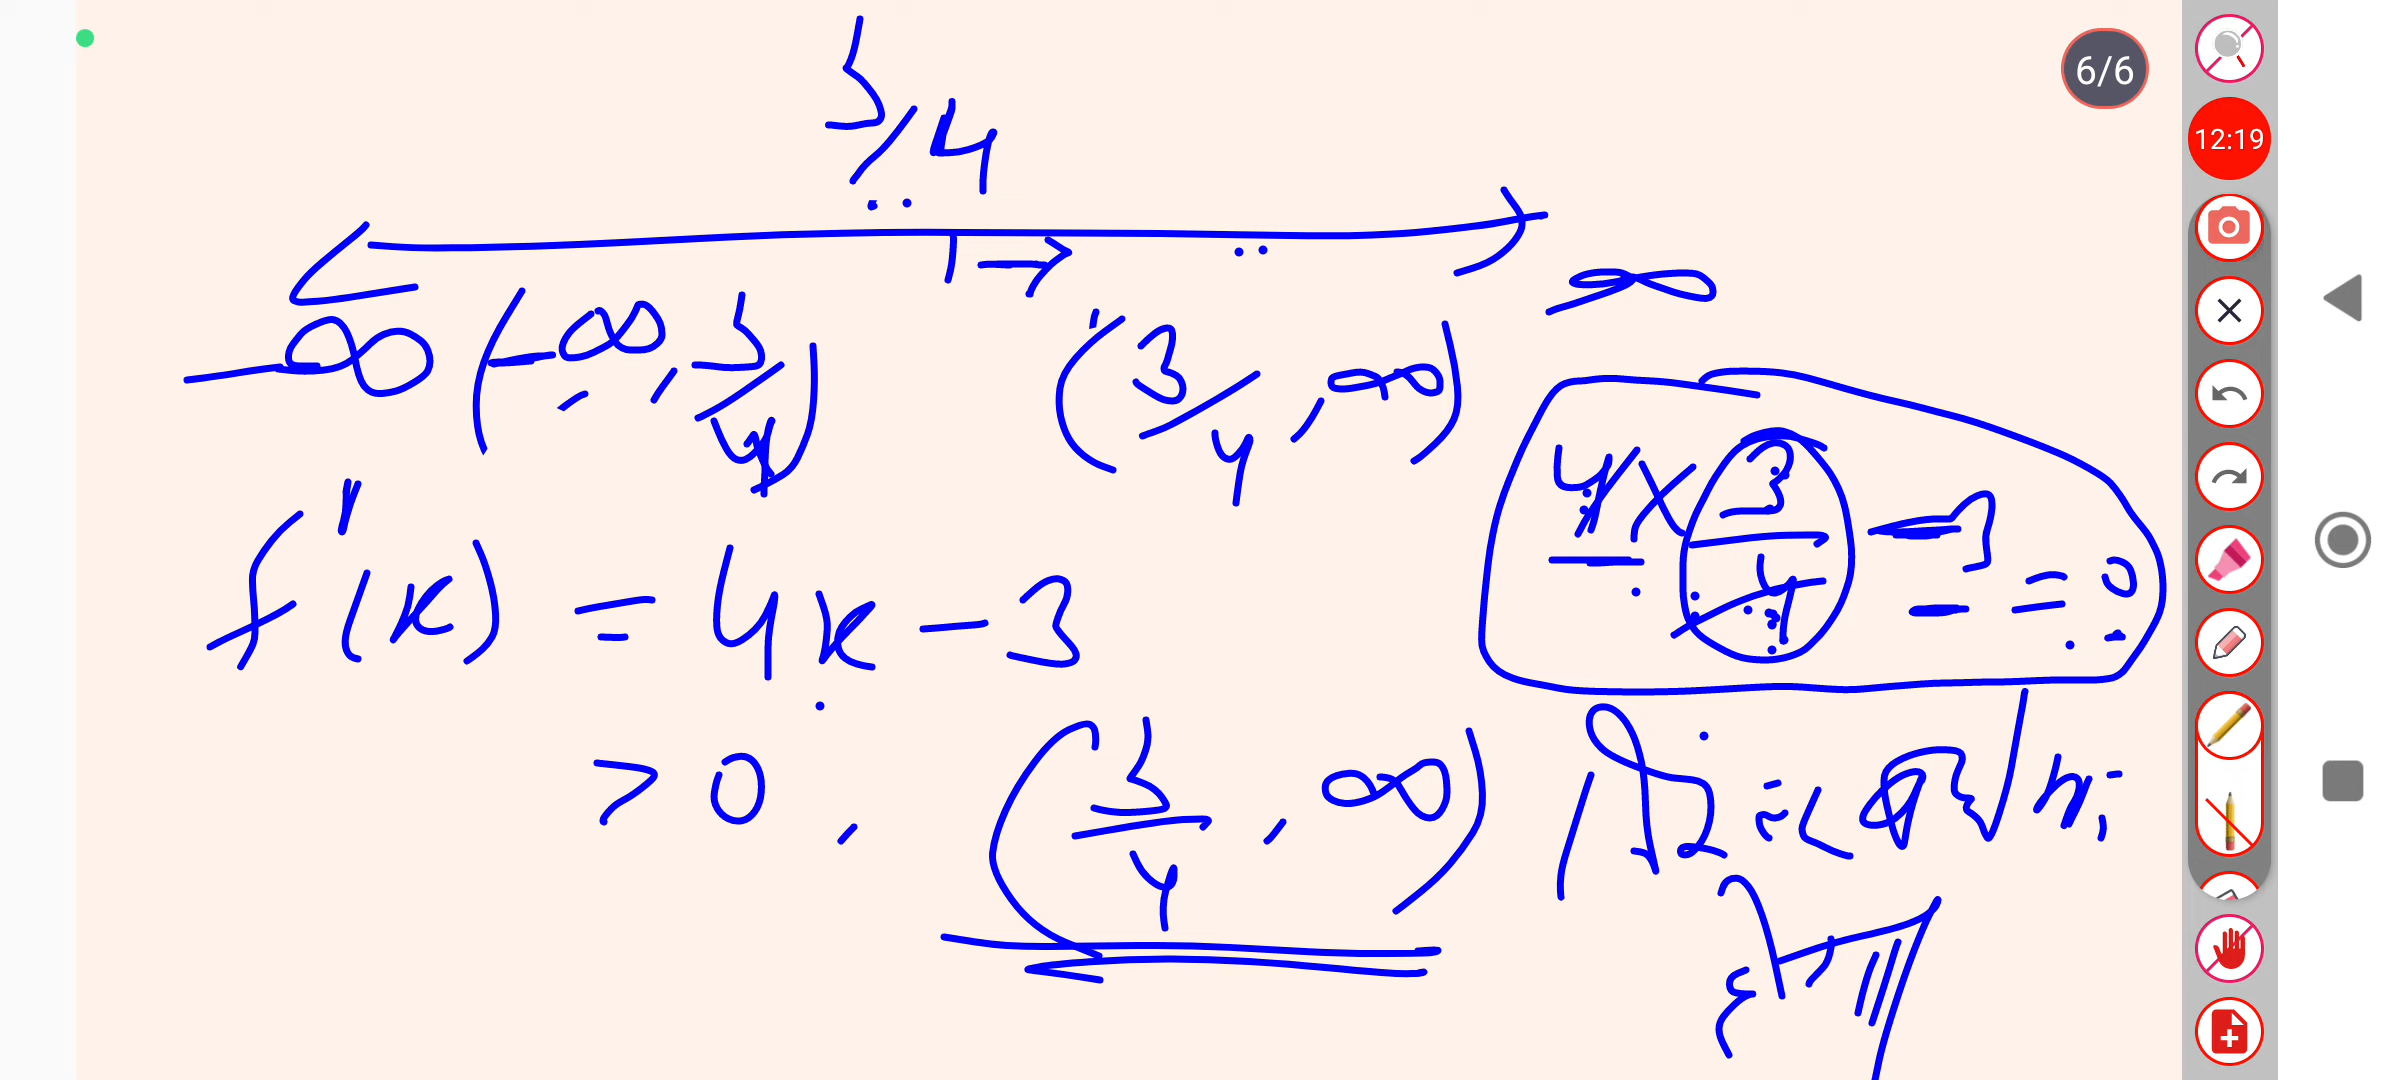 6/6
12:19
3/4
-∞ ∞
(-∞, 3/4) (3/4, ∞)
4 x 3/4 - 3 = 0
f'(x) = 4x - 3
> 0, (3/4, ∞)